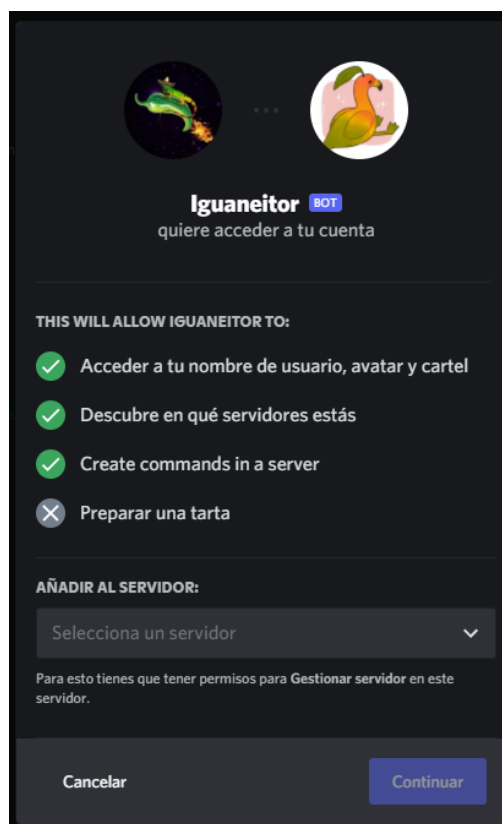 Iguaneitor BOT
quiere acceder a tu cuenta
THIS WILL ALLOW IGUANEITOR TO:
Acceder a tu nombre de usuario, avatar y cartel
Descubre en qué servidores estás
Create commands in a server
Preparar una tarta
AÑADIR AL SERVIDOR:
Selecciona un servidor
Para esto tienes que tener permisos para Gestionar servidor en este
servidor.
Cancelar
Continuar